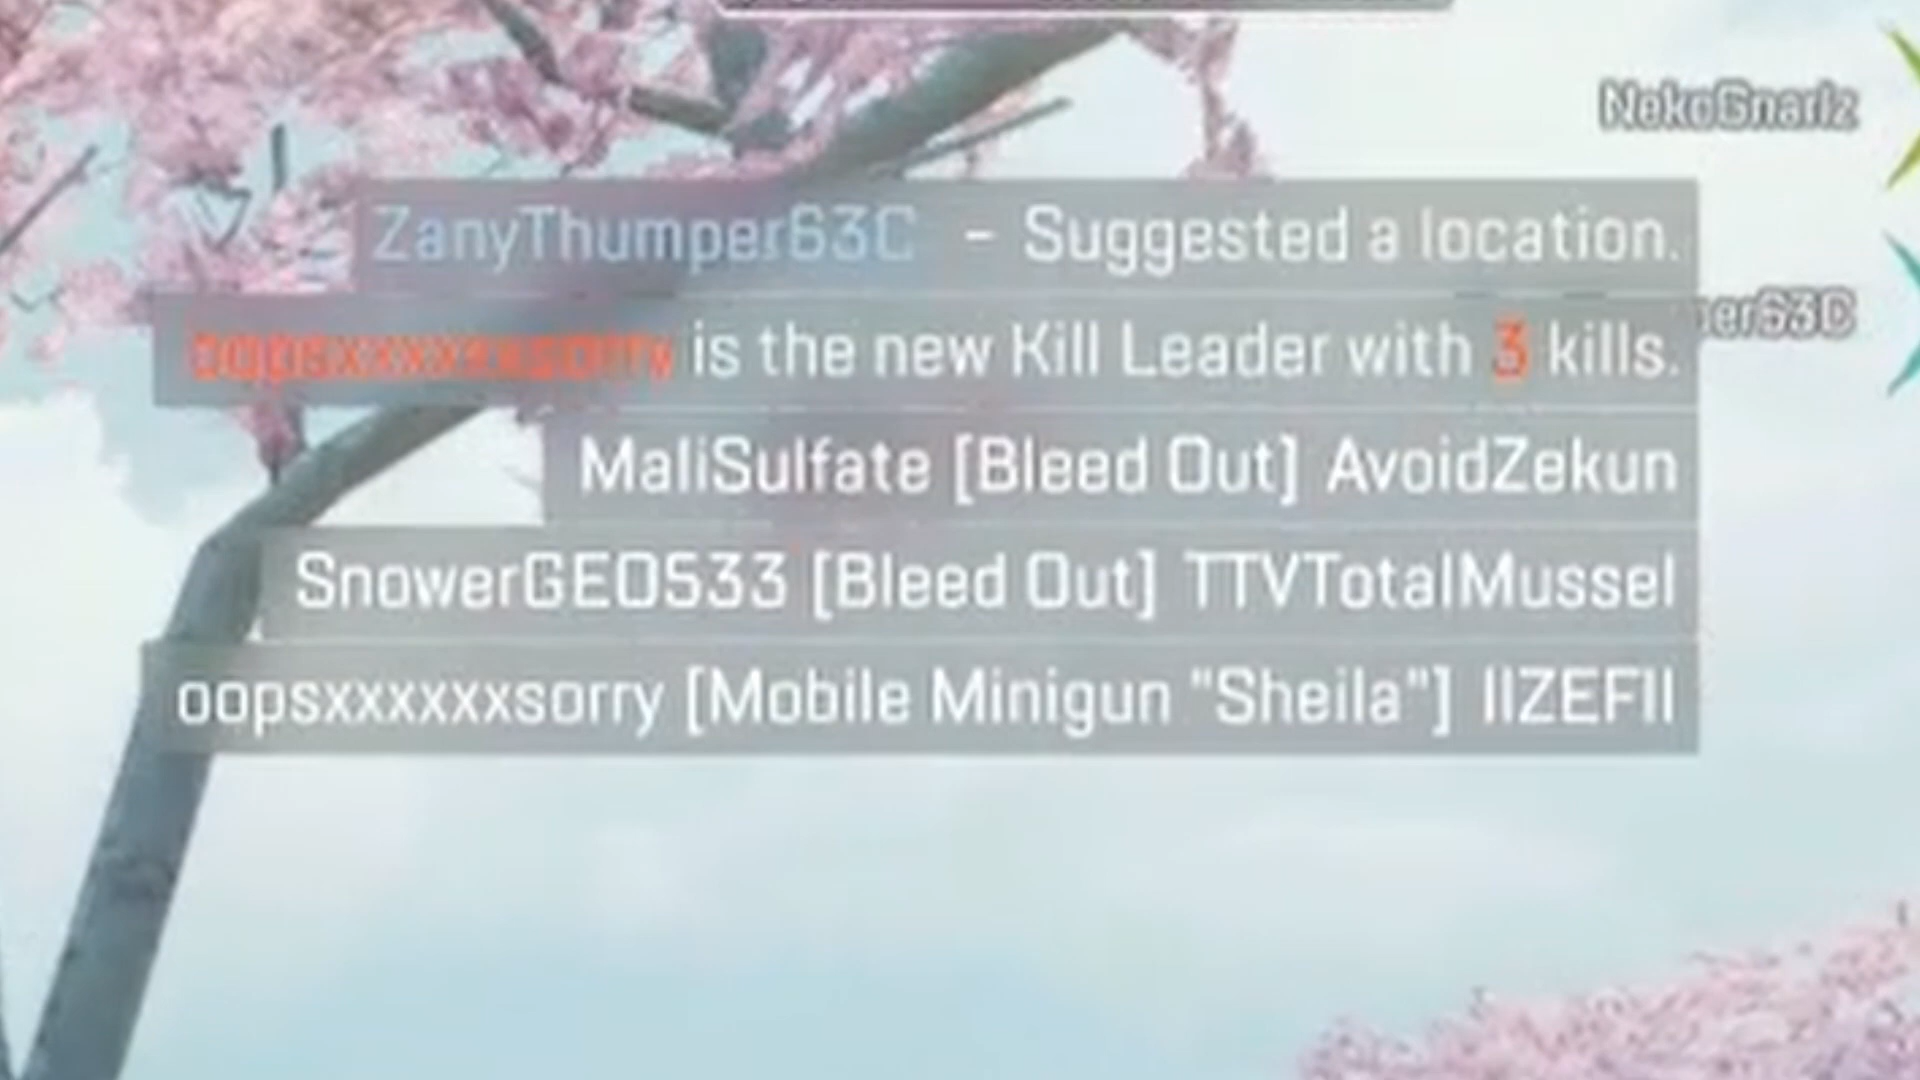 NekoGnarlz
ZanyThumper63C - Suggested a location.
oopsxxxxxxsorry is the new Kill Leader with 3 kills.
er63C
MaliSulfate [Bleed Out] AvoidZekun
SnowerGEO533 [Bleed Out] TTVTotalMussel
oopsxxxxxxsorry [Mobile Minigun "Sheila"] IIZEFII